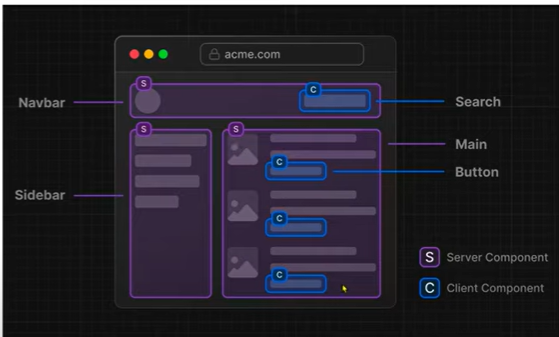 acme.com
S
C
Navbar
Search
S
S
Main
C
Button
Sidebar
C
S Server Component
C
C Client Component